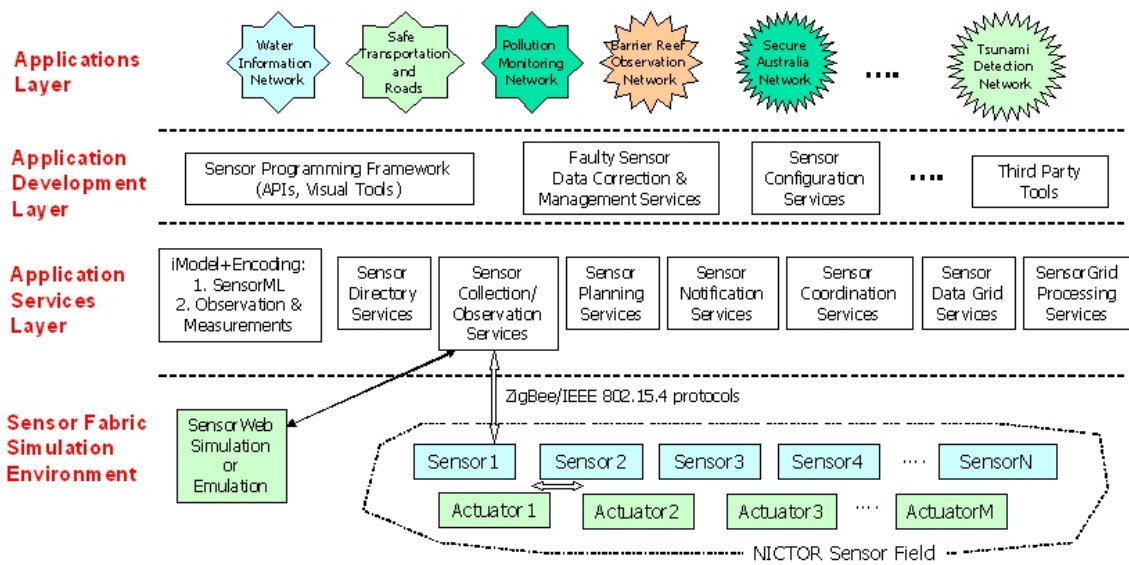 Applications
Layer
Water
Information
Network
Safe
Transportation
and
Roads
Pollution
Monitoring
Network
Barrier Reef
Observation
Network
Secure
Australia
Network
....
Tsunami
Detection
Network
Application
Development
Layer
Sensor Programming Framework
(APIs, Visual Tools)
Faulty Sensor
Data Correction &
Management Services
Sensor
Configuration
Services
....
Third Party
Tools
Application
Services
Layer
iModel+Encoding:
1. SensorML
2. Observation &
Measurements
Sensor
Directory
Services
Sensor
Collection/
Observation
Services
Sensor
Planning
Services
Sensor
Notification
Services
Sensor
Coordination
Services
Sensor
Data Grid
Services
SensorGrid
Processing
Services
ZigBee/IEEE 802.15.4 protocols
Sensor Fabric
Simulation
Environment
SensorWeb
Simulation
or
Emulation
Sensor1
Sensor2
Sensor3
Sensor4
....
SensorN
Actuator1
Actuator2
Actuator3
....
ActuatorM
NICTOR Sensor Field